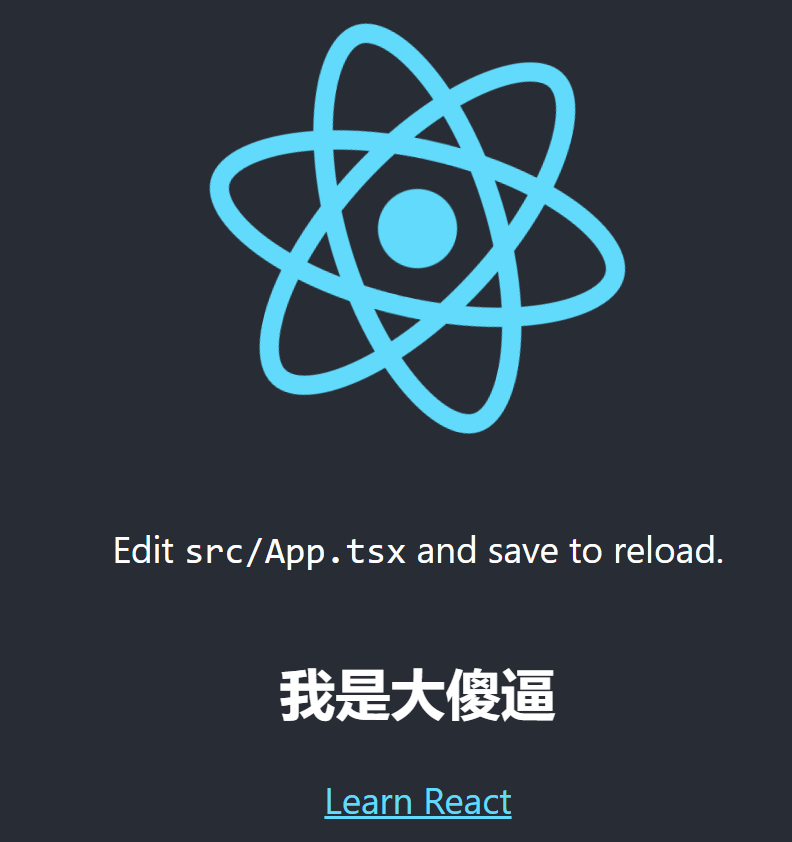 Edit src/App.tsx and save to reload.
我是大傻逼
Learn React